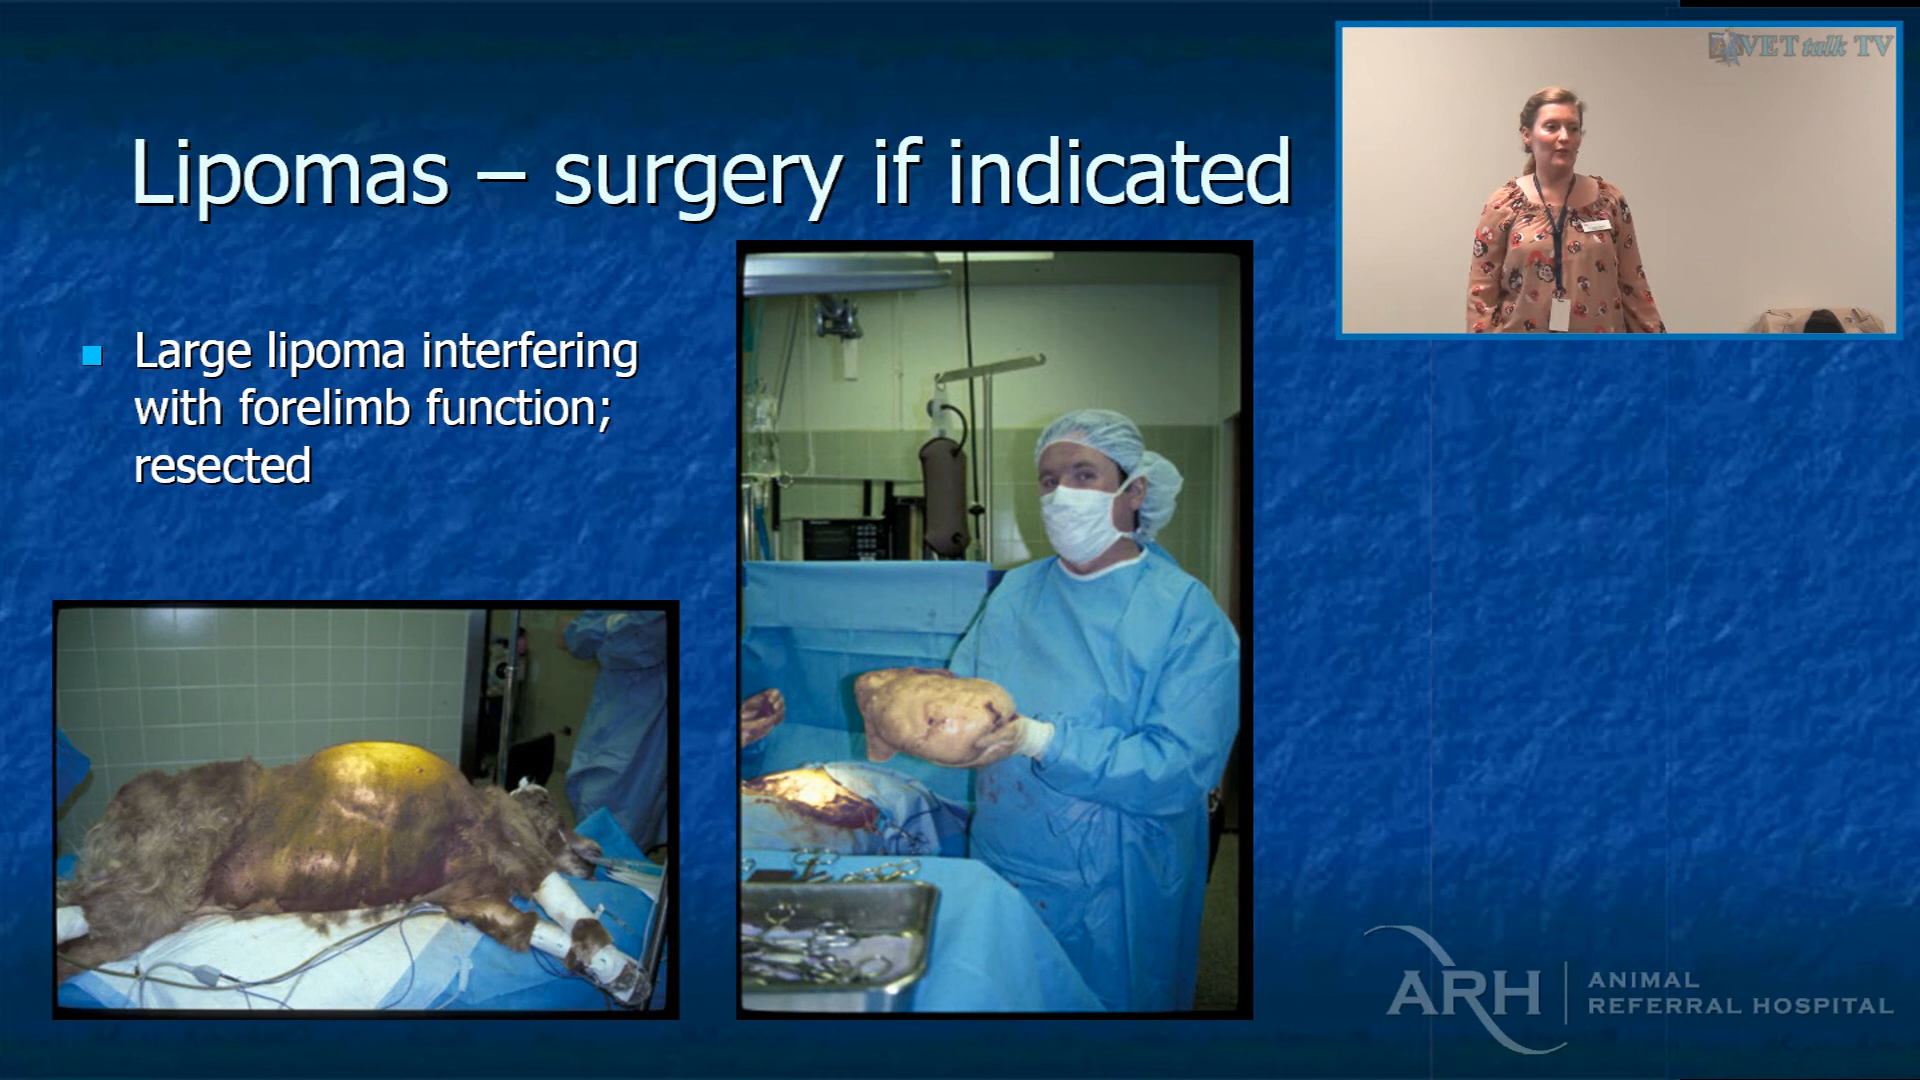 VET talk TV
Lipomas – surgery if indicated
Large lipoma interfering
with forelimb function;
resected
ARH
ANIMAL
REFERRAL HOSPITAL